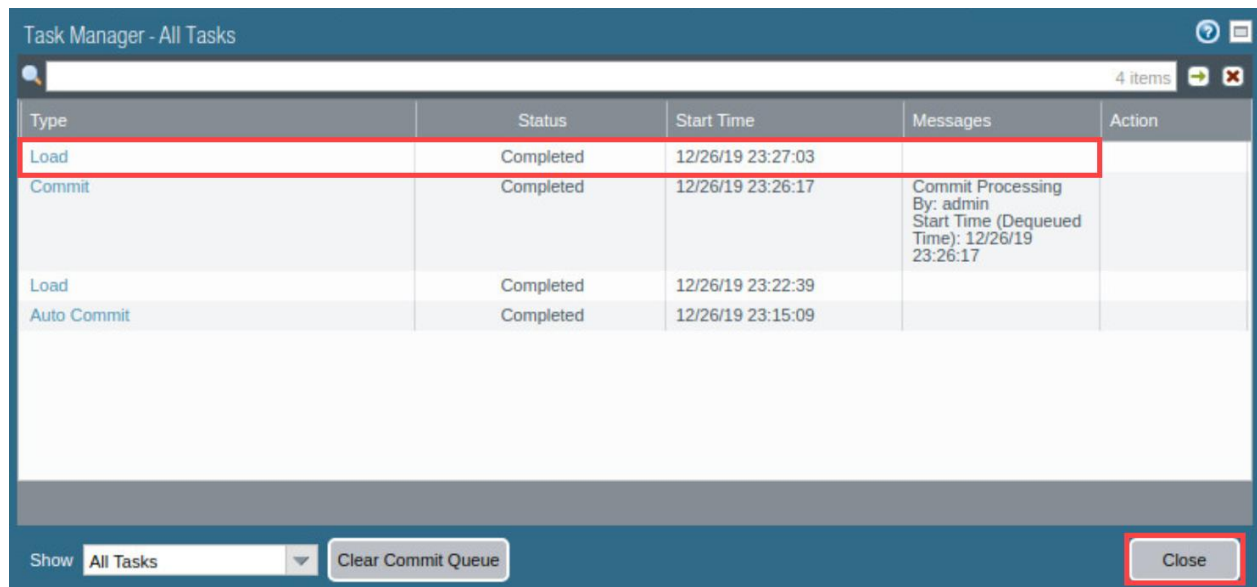 Task Manager - All Tasks
4 items
Type Status Start Time Messages Action
Load Completed 12/26/19 23:27:03
Commit Completed 12/26/19 23:26:17 Commit Processing
By: admin
Start Time (Dequeued
Time): 12/26/19
23:26:17
Load Completed 12/26/19 23:22:39
Auto Commit Completed 12/26/19 23:15:09
Show All Tasks Clear Commit Queue Close